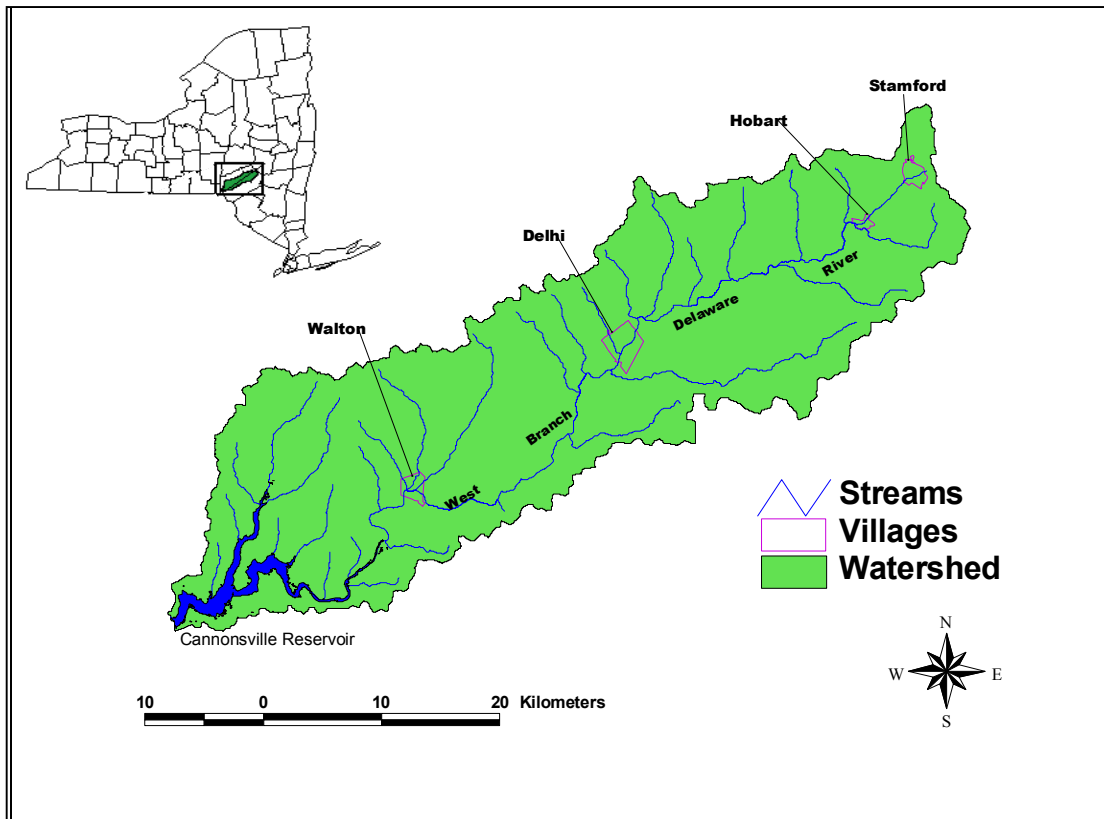 Stamford
Hobart
Delhi
River
Delaware
Walton
Branch
West
Streams
Villages
Watershed
Cannonsville Reservoir
N
W E
S
10 0 10 20 Kilometers